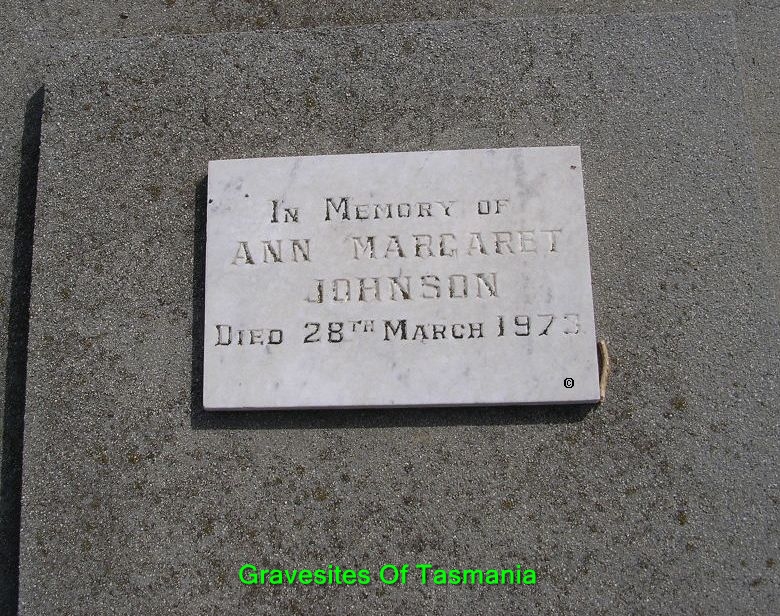 In Memory of
ANN MARGARET
JOHNSON
Died 28TH March 1973
©
Gravesites Of Tasmania